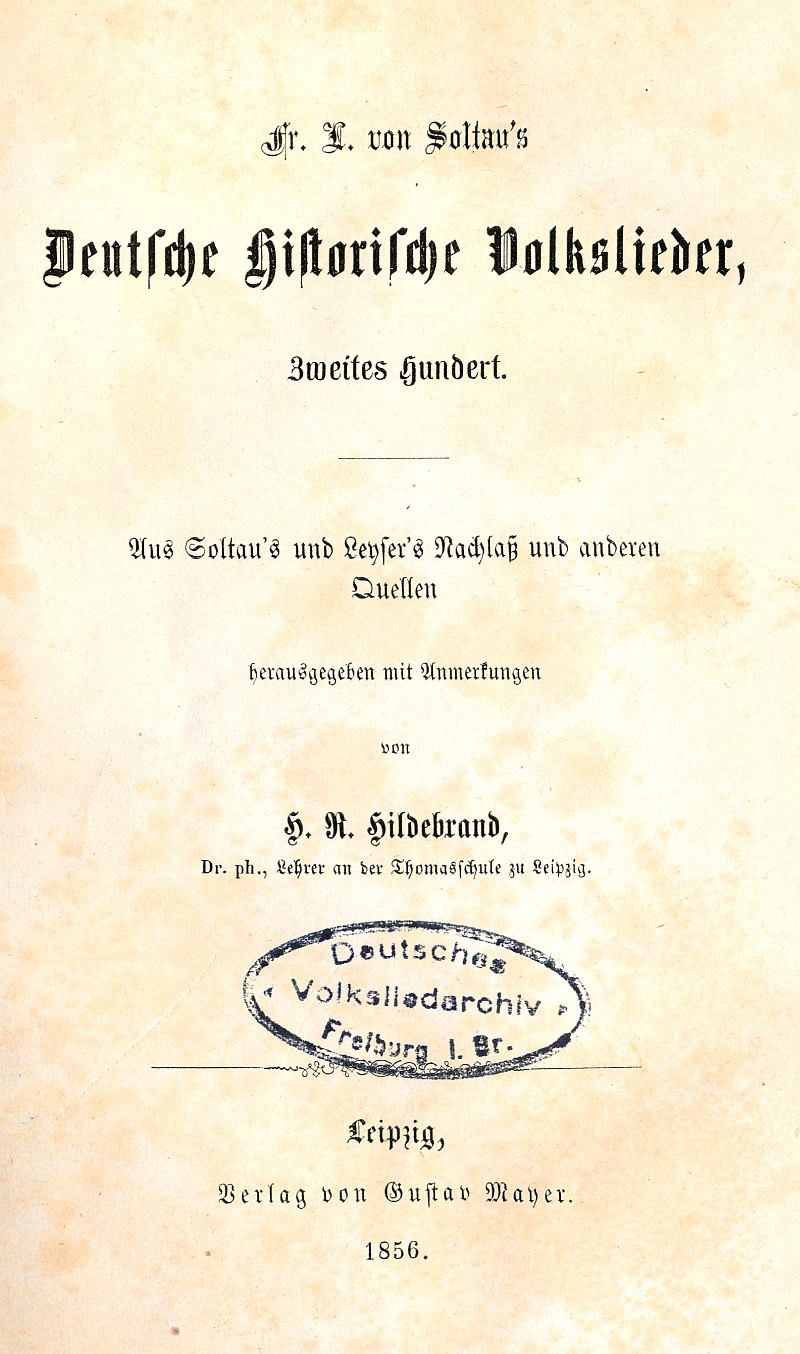 Fr. L. von Soltau's
Deutsche Historische Volkslieder,
Zweites Hundert.
Aus Soltau's und Leyser's Nachlaß und anderen
Quellen
herausgegeben mit Anmerkungen
von
H. R. Hildebrand,
Dr. ph., Lehrer an der Thomasschule zu Leipzig.
Deutsches
Volksliedarchiv
Freiburg i. Br.
Leipzig,
Verlag von Gustav Mayer.
1856.